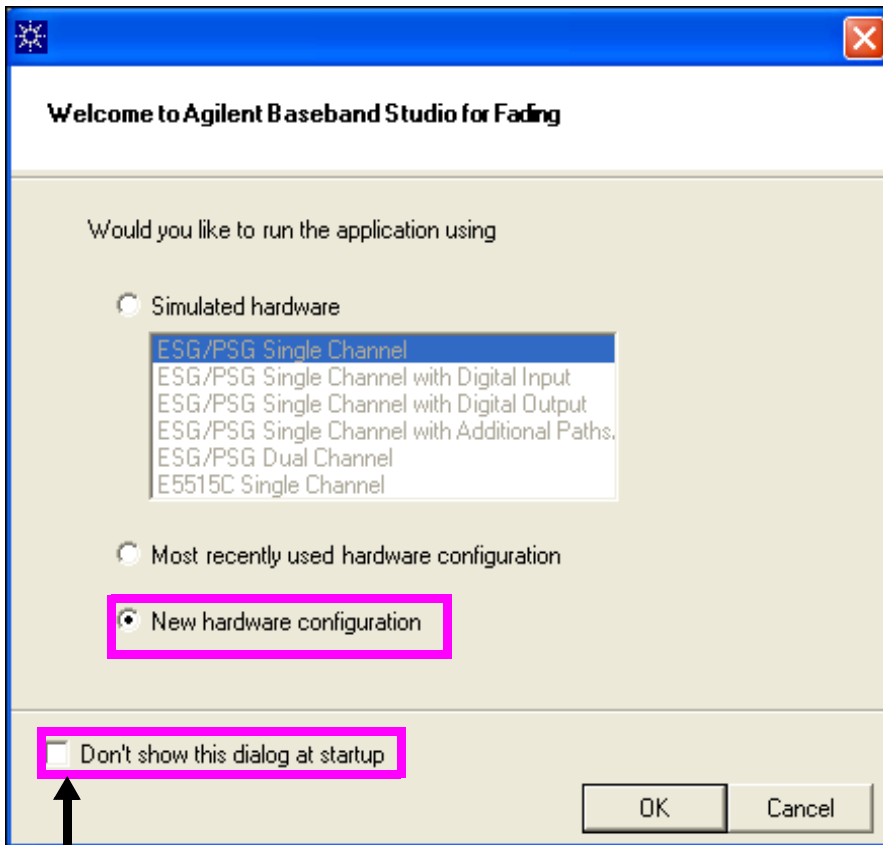 Welcome to Agilent Baseband Studio for Fading
Would you like to run the application using
Simulated hardware
ESG/PSG Single Channel
ESG/PSG Single Channel with Digital Input
ESG/PSG Single Channel with Digital Output
ESG/PSG Single Channel with Additional Paths.
ESG/PSG Dual Channel
E5515C Single Channel
Most recently used hardware configuration
New hardware configuration
Don't show this dialog at startup
OK Cancel